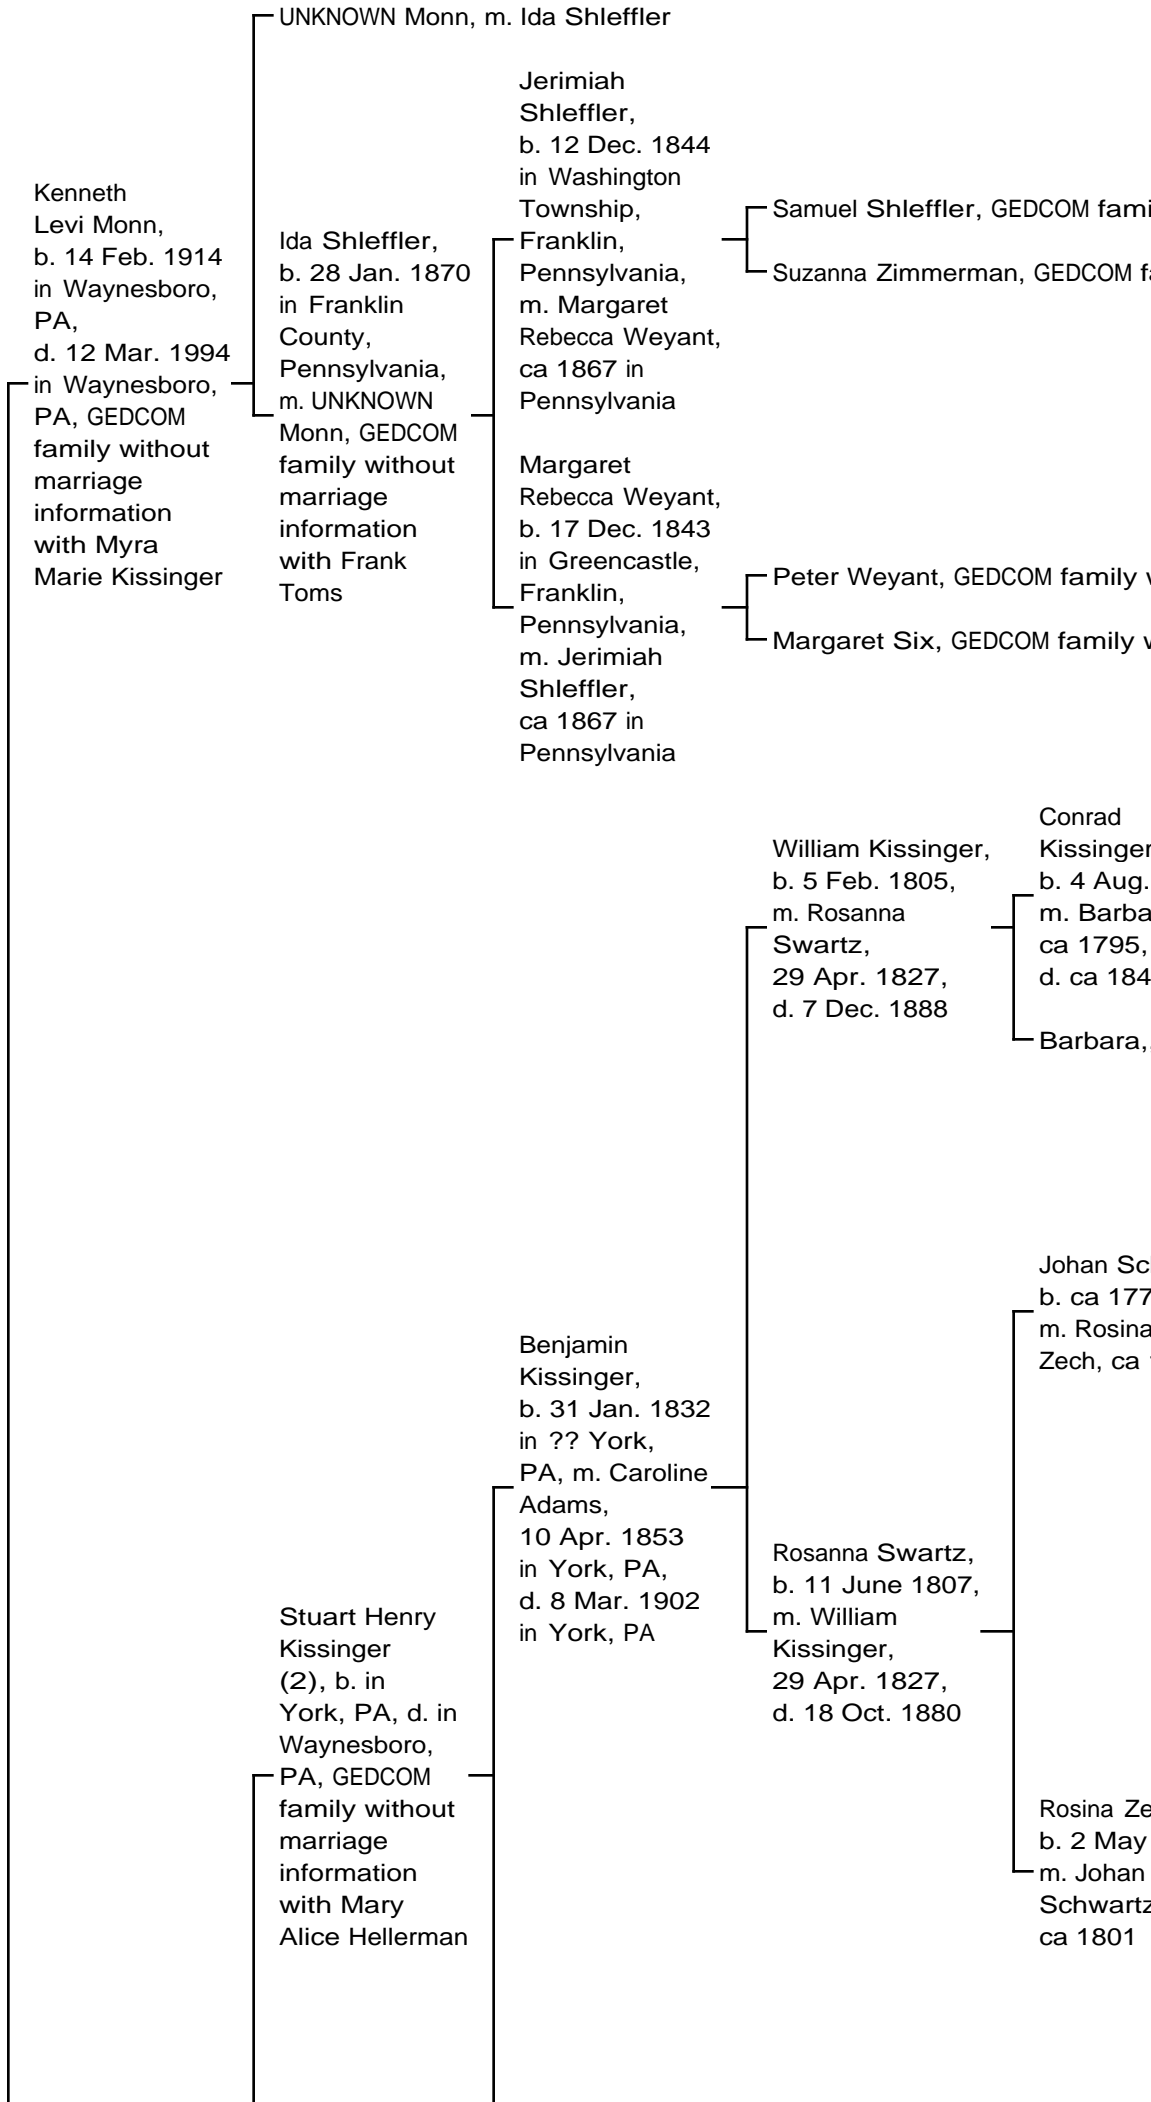 UNKNOWN Monn, m. Ida Shleffler
Kenneth
Levi Monn,
b. 14 Feb. 1914
in Waynesboro,
PA,
d. 12 Mar. 1994
in Waynesboro,
PA, GEDCOM
family without
marriage
information
with Myra
Marie Kissinger
Ida Shleffler,
b. 28 Jan. 1870
in Franklin
County,
Pennsylvania,
m. UNKNOWN
Monn, GEDCOM
family without
marriage
information
with Frank
Toms
Jerimiah
Shleffler,
b. 12 Dec. 1844
in Washington
Township,
Franklin,
Pennsylvania,
m. Margaret
Rebecca Weyant,
ca 1867 in
Pennsylvania
Samuel Shleffler, GEDCOM
Suzanna Zimmerman, GEDCOM
Margaret
Rebecca Weyant,
b. 17 Dec. 1843
in Greencastle,
Franklin,
Pennsylvania,
m. Jerimiah
Shleffler,
ca 1867 in
Pennsylvania
Peter Weyant, GEDCOM family
Margaret Six, GEDCOM family
William Kissinger,
b. 5 Feb. 1805,
m. Rosanna
Swartz,
29 Apr. 1827,
d. 7 Dec. 1888
Conrad
Kissinger
b. 4 Aug.
m.
ca 1795,
d. ca
Barbara,
Benjamin
Kissinger,
b. 31 Jan. 1832
in ?? York,
PA, m. Caroline
Adams,
10 Apr. 1853
in York, PA,
d. 8 Mar. 1902
in York, PA
Johan
b. ca
m. Rosina
Zech, ca
Rosanna Swartz,
b. 11 June 1807,
m. William
Kissinger,
29 Apr. 1827,
d. 18 Oct. 1880
Stuart Henry
Kissinger
(2), b. in
York, PA, d. in
Waynesboro,
PA, GEDCOM
family without
marriage
information
with Mary
Alice Hellerman
Rosina
b. 2 May
m. Johan
Schwartz
ca 1801